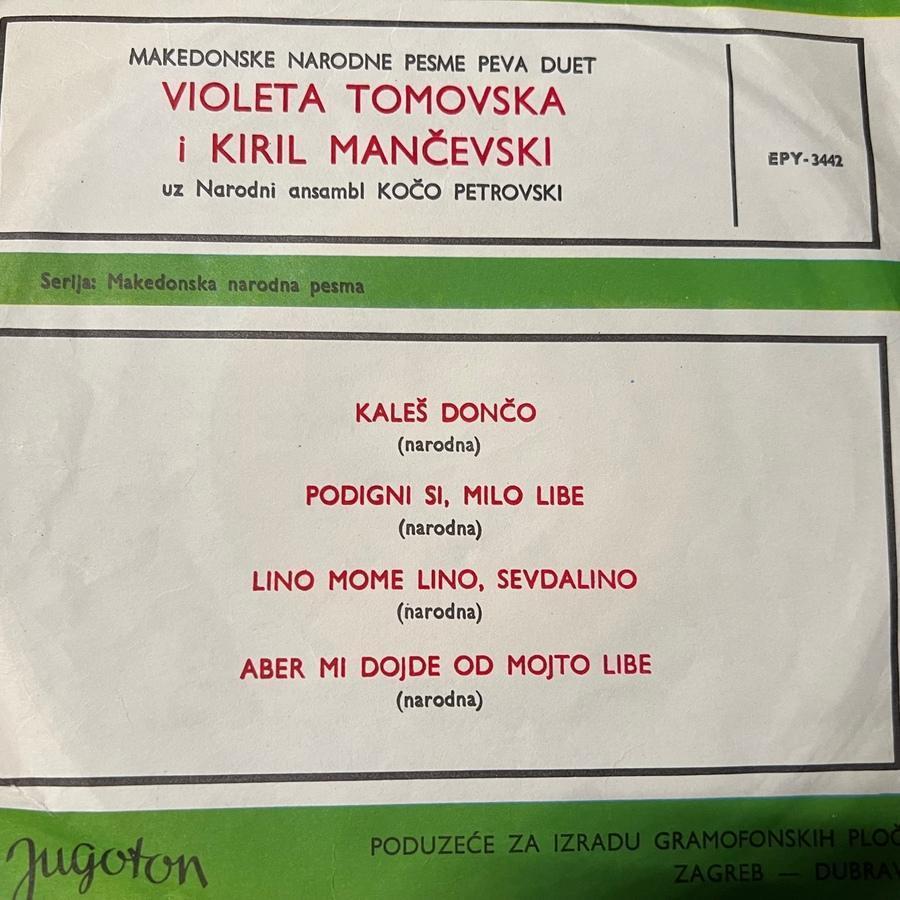 MAKEDONSKE NARODNE PESME PEVA DUET
VIOLETA TOMOVSKA
i KIRIL MANČEVSKI
uz Narodni ansambl KOČO PETROVSKI
EPY-3442
Serija: Makedonska narodna pesma
KALEŠ DONČO
(narodna)
PODIGNI SI, MILO LIBE
(narodna)
LINO MOME LINO, SEVDALINO
(narodna)
ABER MI DOJDE OD MOJTO LIBE
(narodna)
Jugoton
PODUZEĆE ZA IZRADU GRAMOFONSKIH PLOČ
ZAGREB — DUBRAV